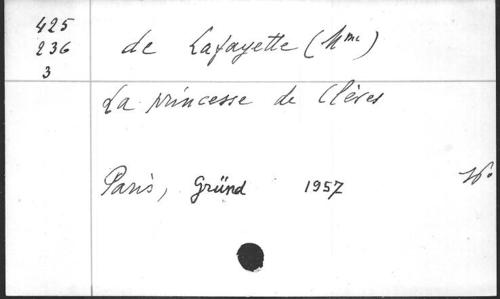 425
236
3
de Lafayette (Mme)
La princesse de Clèves
Paris, Gründ 1957